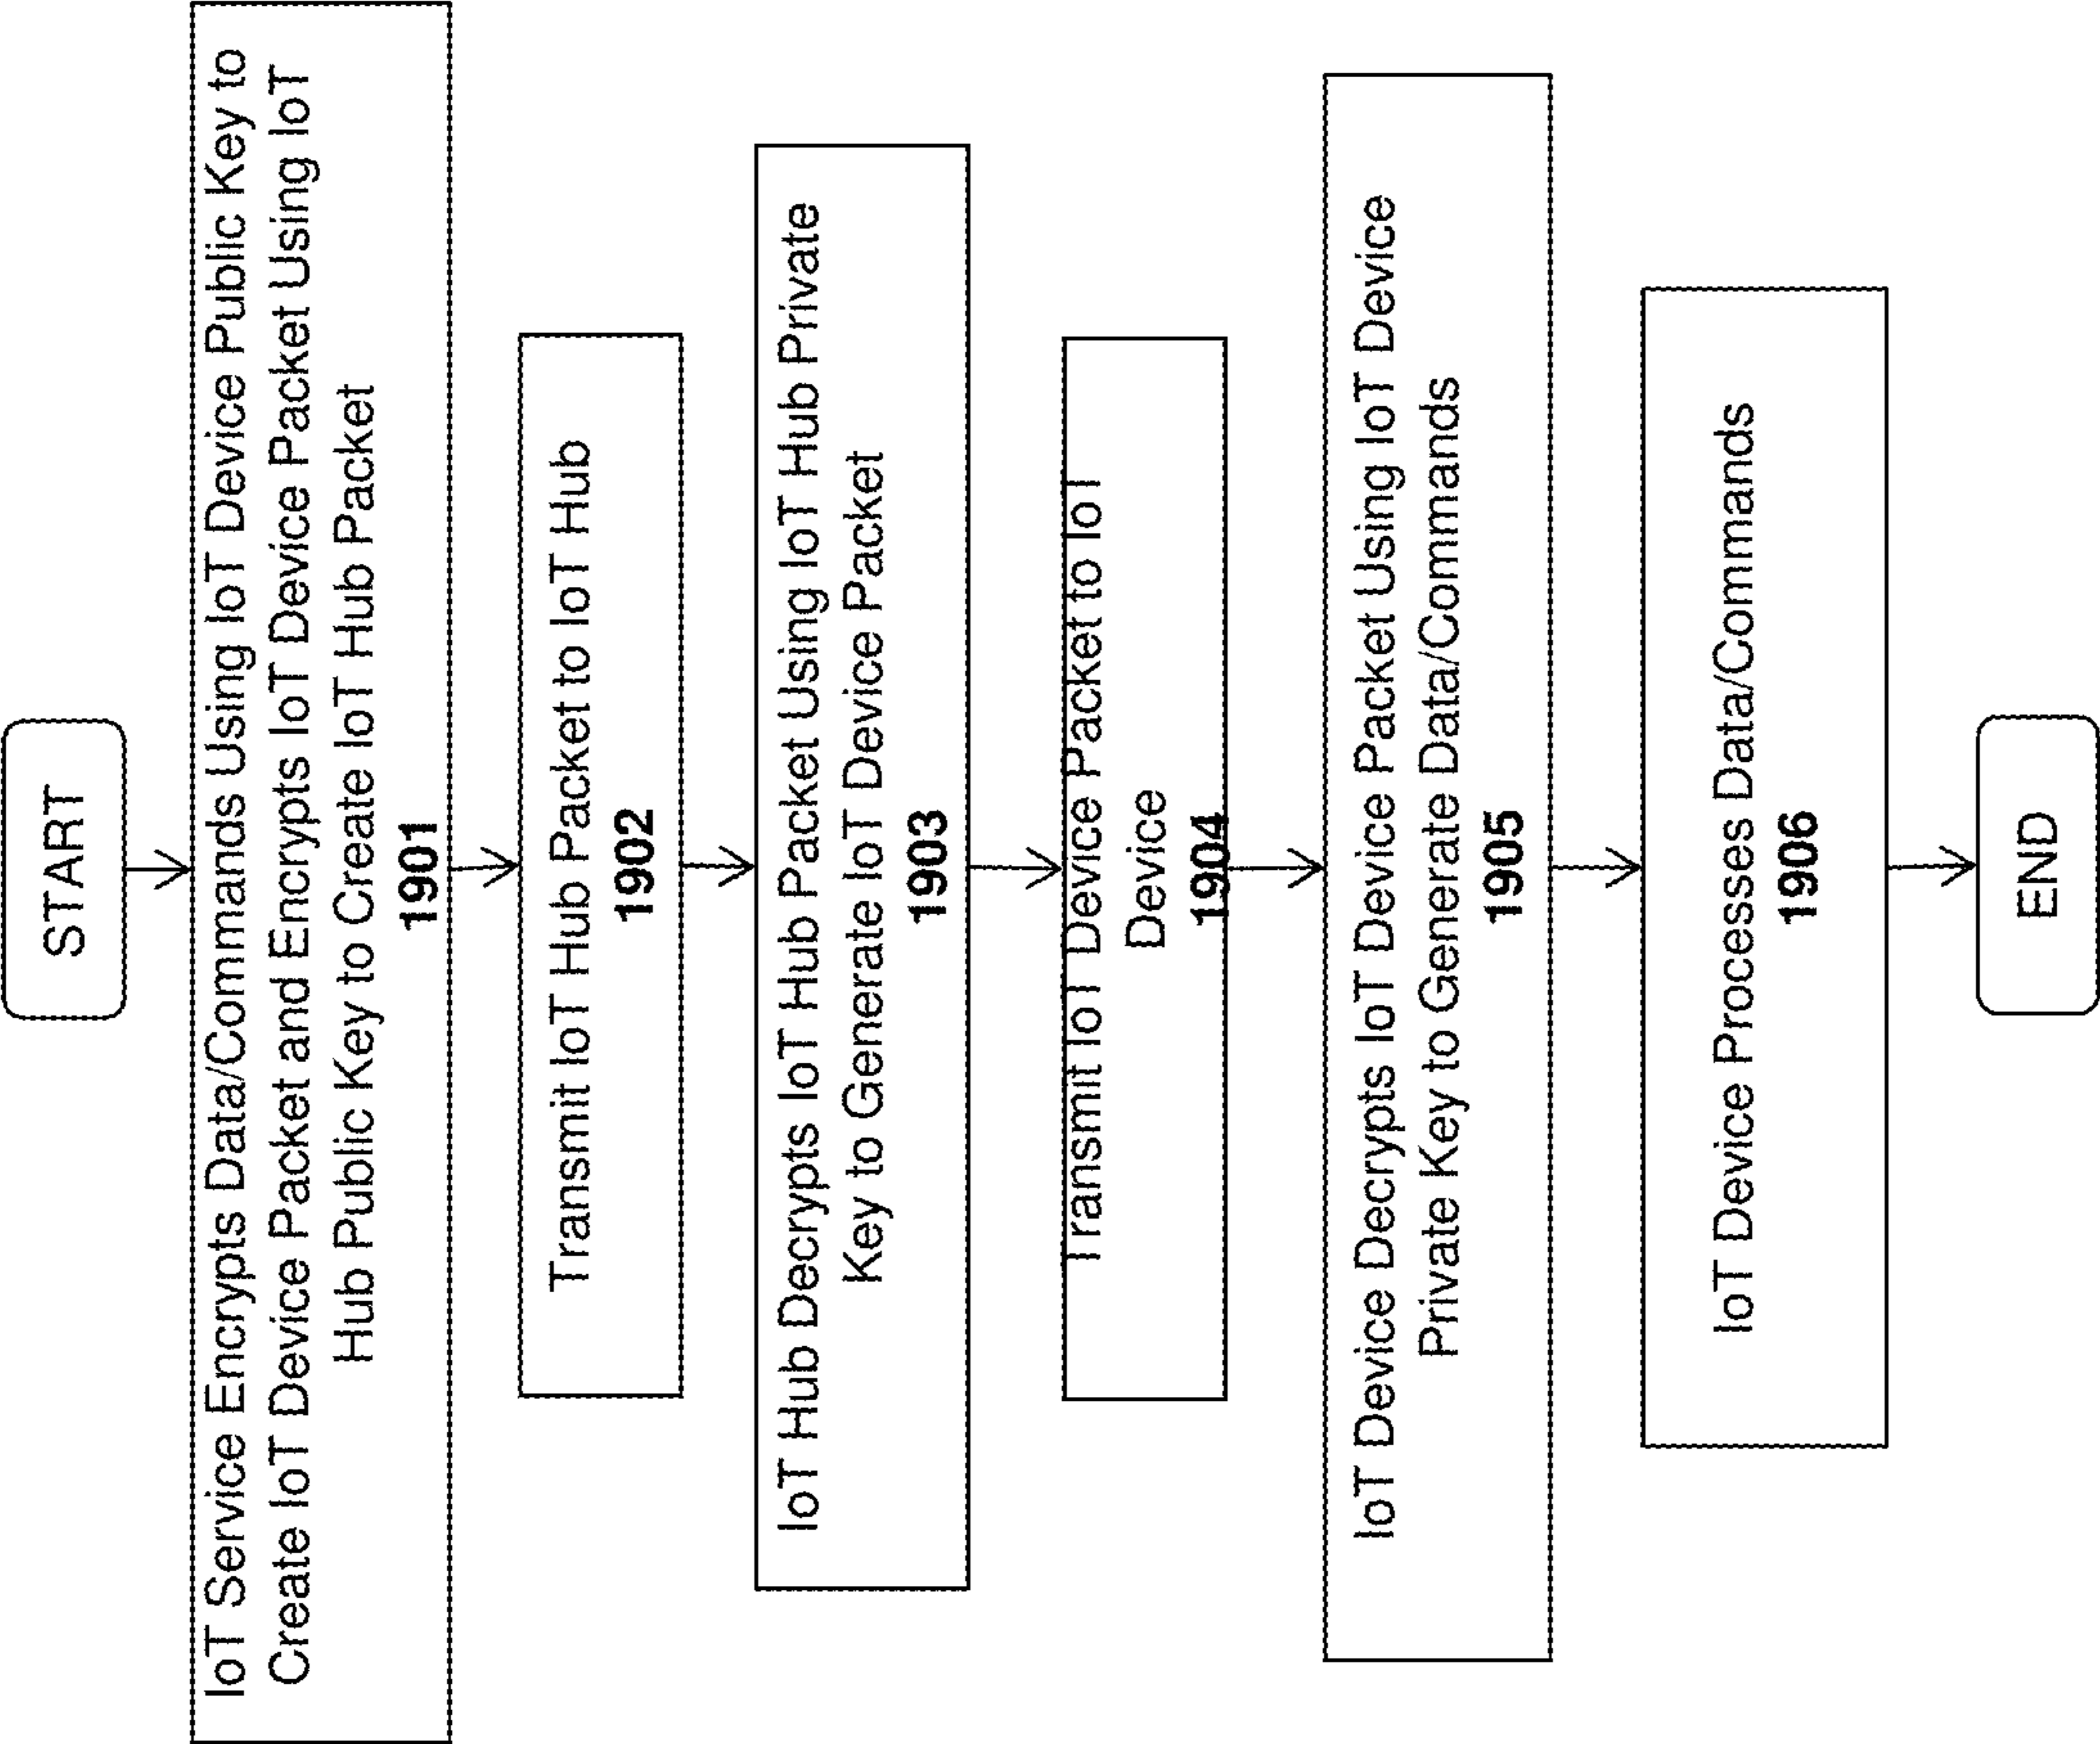 START
IoT Service Encrypts Data/Commands Using IoT Device Public Key to
Create IoT Device Packet and Encrypts IoT Device Packet Using IoT
Hub Public Key to Create IoT Hub Packet
1901
Transmit IoT Hub Packet to IoT Hub
1902
IoT Hub Decrypts IoT Hub Packet Using IoT Hub Private
Key to Generate IoT Device Packet
1903
Transmit IoT Device Packet to IoT
Device
1904
IoT Device Decrypts IoT Device Packet Using IoT Device
Private Key to Generate Data/Commands
1905
IoT Device Processes Data/Commands
1906
END